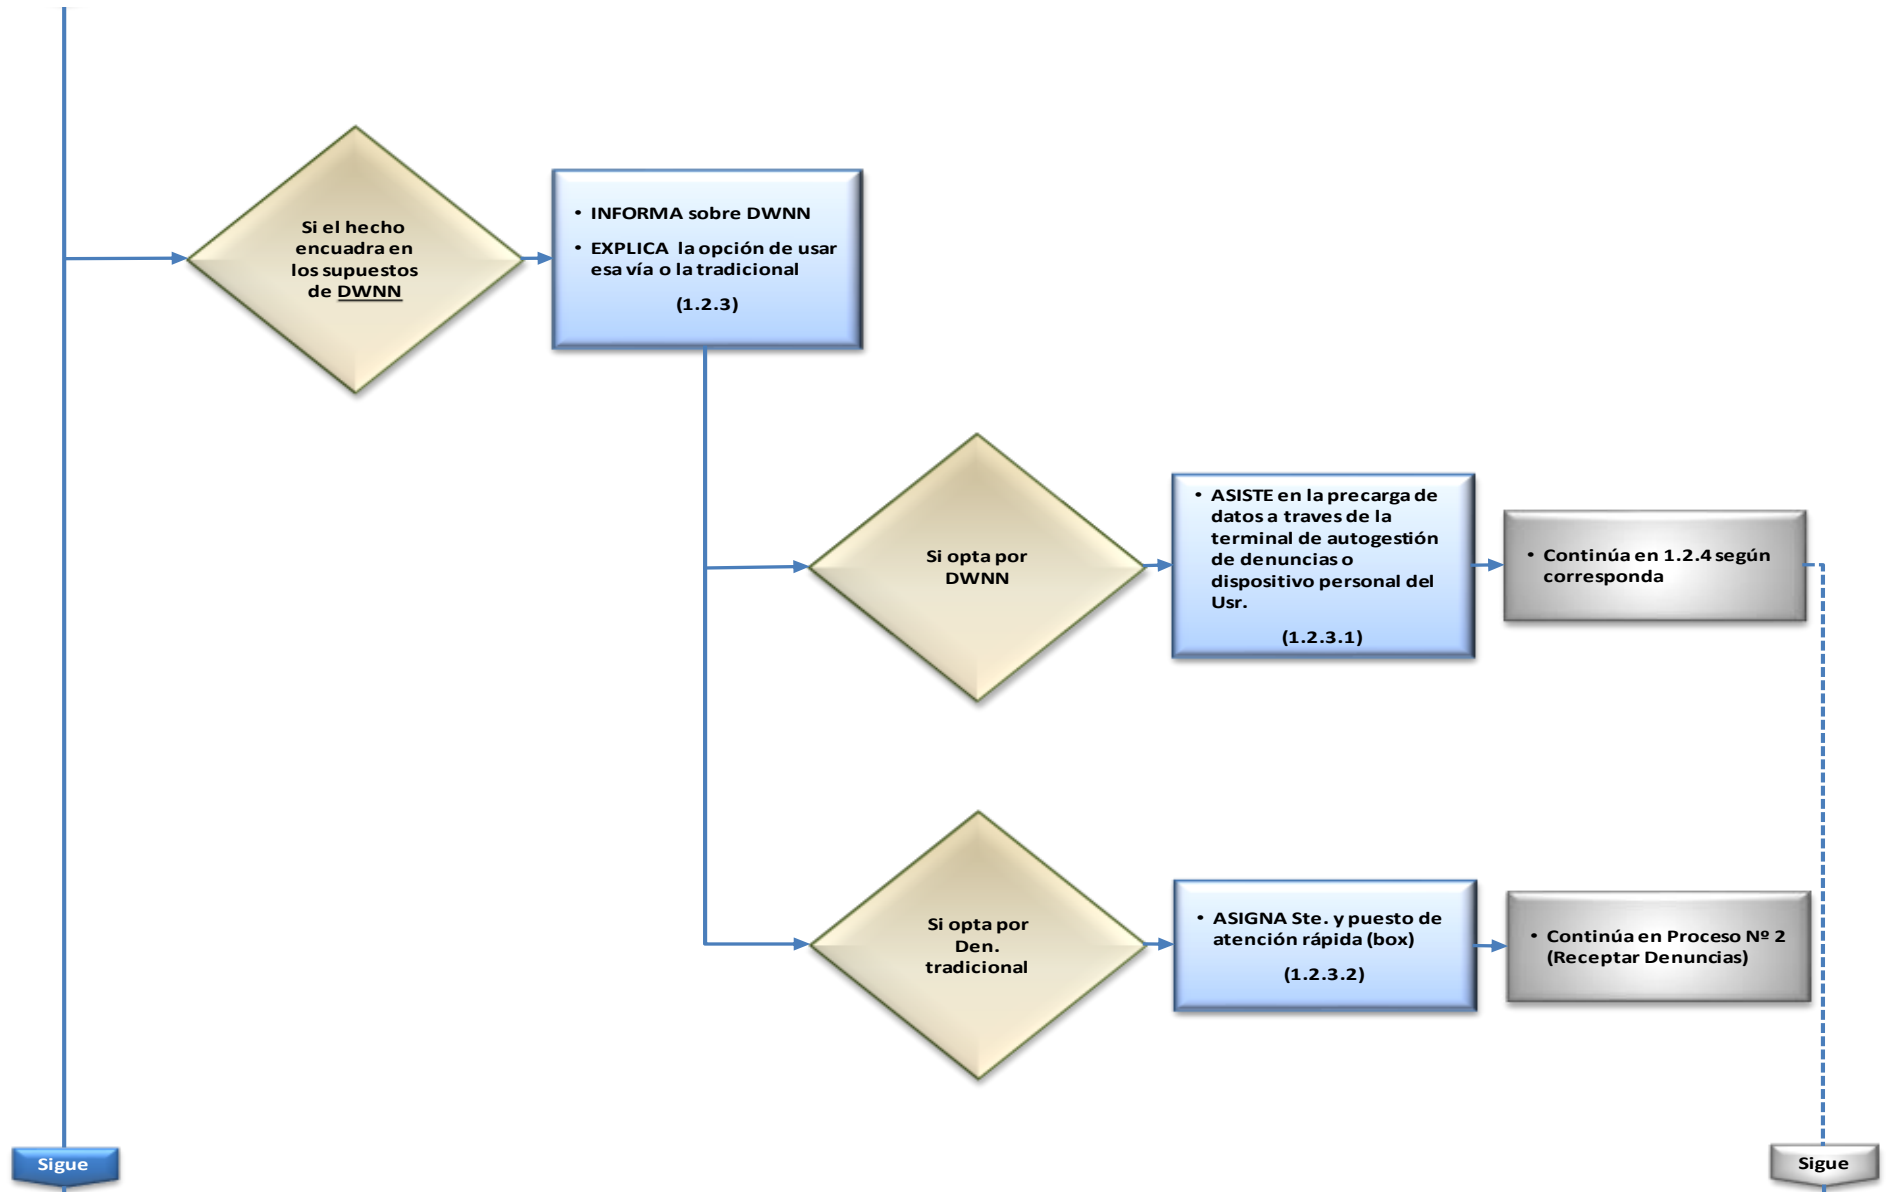 Si el hecho
encuadra en
los supuestos
de DWNN
• INFORMA sobre DWNN
• EXPLICA la opción de usar
esa vía o la tradicional
(1.2.3)
Si opta por
DWNN
• ASISTE en la precarga de
datos a traves de la
terminal de autogestión
de denuncias o
dispositivo personal del
Usr.
(1.2.3.1)
• Continúa en 1.2.4 según
corresponda
Si opta por
Den.
tradicional
• ASIGNA Ste. y puesto de
atención rápida (box)
(1.2.3.2)
• Continúa en Proceso Nº 2
(Receptar Denuncias)
Sigue
Sigue